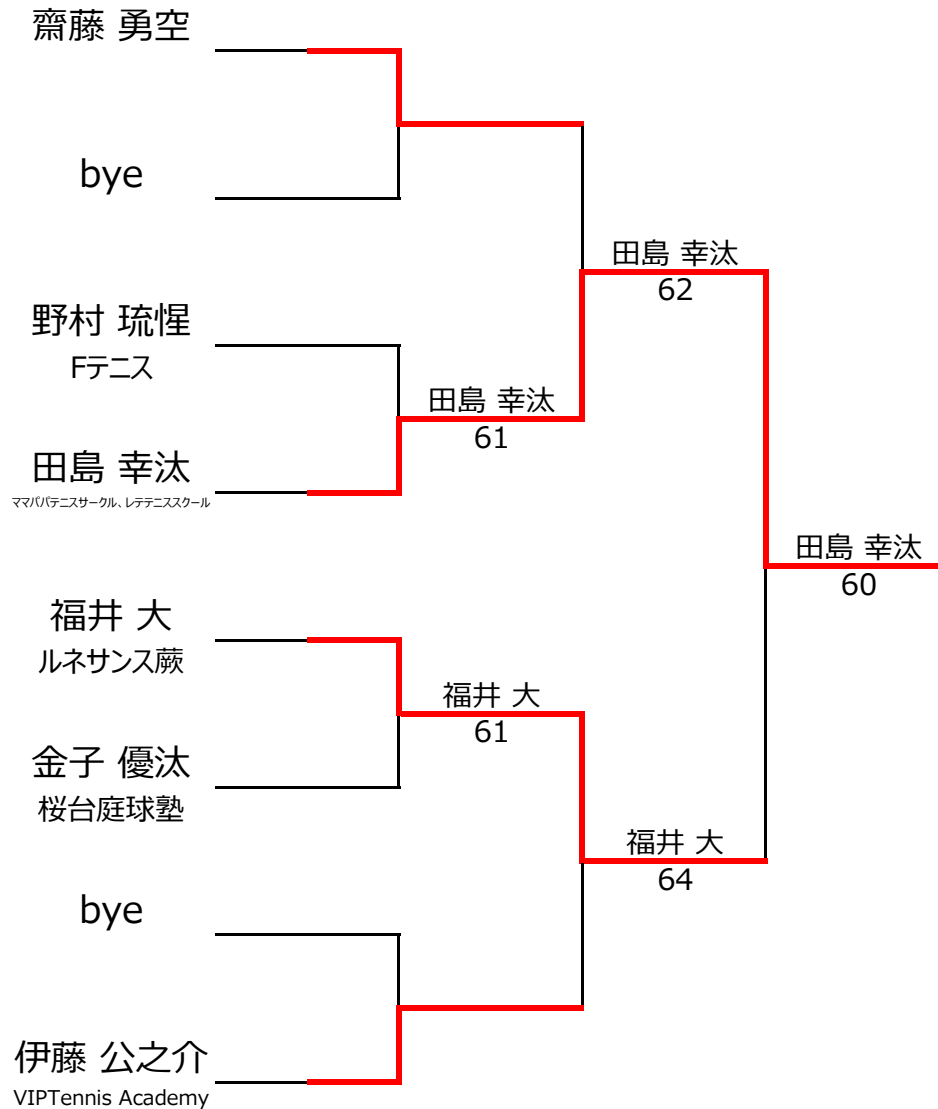 齋藤 勇空
bye
野村 琉惺
Fテニス
田島 幸汰
ママパパテニスサークル、レテテニススクール
福井 大
ルネサンス蕨
金子 優汰
桜台庭球塾
bye
伊藤 公之介
VIPTennis Academy
田島 幸汰
61
福井 大
61
田島 幸汰
62
福井 大
64
田島 幸汰
60